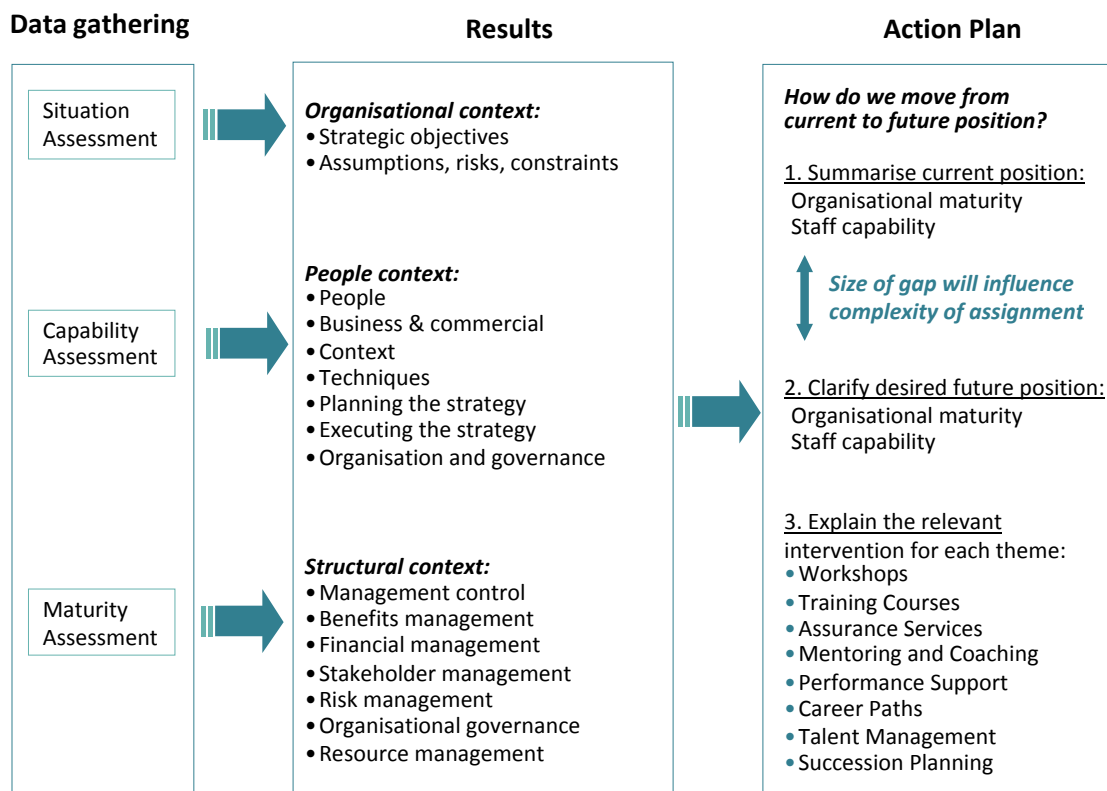 Data gathering
Situation
Assessment
Capability
Assessment
Maturity
Assessment
Results
Organisational context:
• Strategic objectives
• Assumptions, risks, constraints
People context:
• People
• Business & commercial
• Context
• Techniques
• Planning the strategy
• Executing the strategy
• Organisation and governance
Structural context:
• Management control
• Benefits management
• Financial management
• Stakeholder management
• Risk management
• Organisational governance
• Resource management
Action Plan
How do we move from
current to future position?
1. Summarise current position:
Organisational maturity
Staff capability
Size of gap will influence
complexity of assignment
2. Clarify desired future position:
Organisational maturity
Staff capability
3. Explain the relevant
intervention for each theme:
• Workshops
• Training Courses
• Assurance Services
• Mentoring and Coaching
• Performance Support
• Career Paths
• Talent Management
• Succession Planning